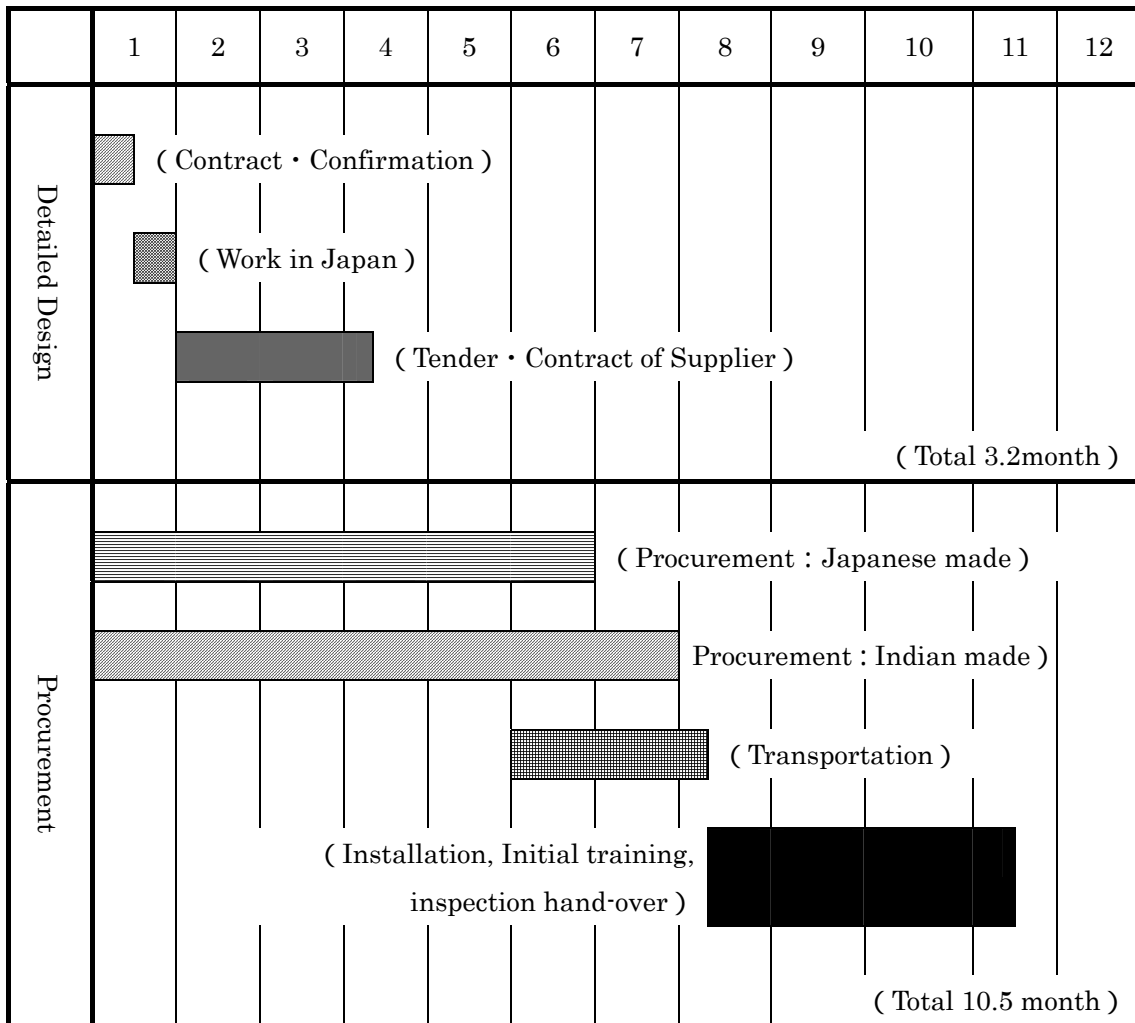 1 2 3 4 5 6 7 8 9 10 11 12
Detailed Design
( Contract・Confirmation )
( Work in Japan )
( Tender・Contract of Supplier )
( Total 3.2month )
Procurement
( Procurement : Japanese made )
Procurement : Indian made )
( Transportation )
( Installation, Initial training,
inspection hand-over )
( Total 10.5 month )